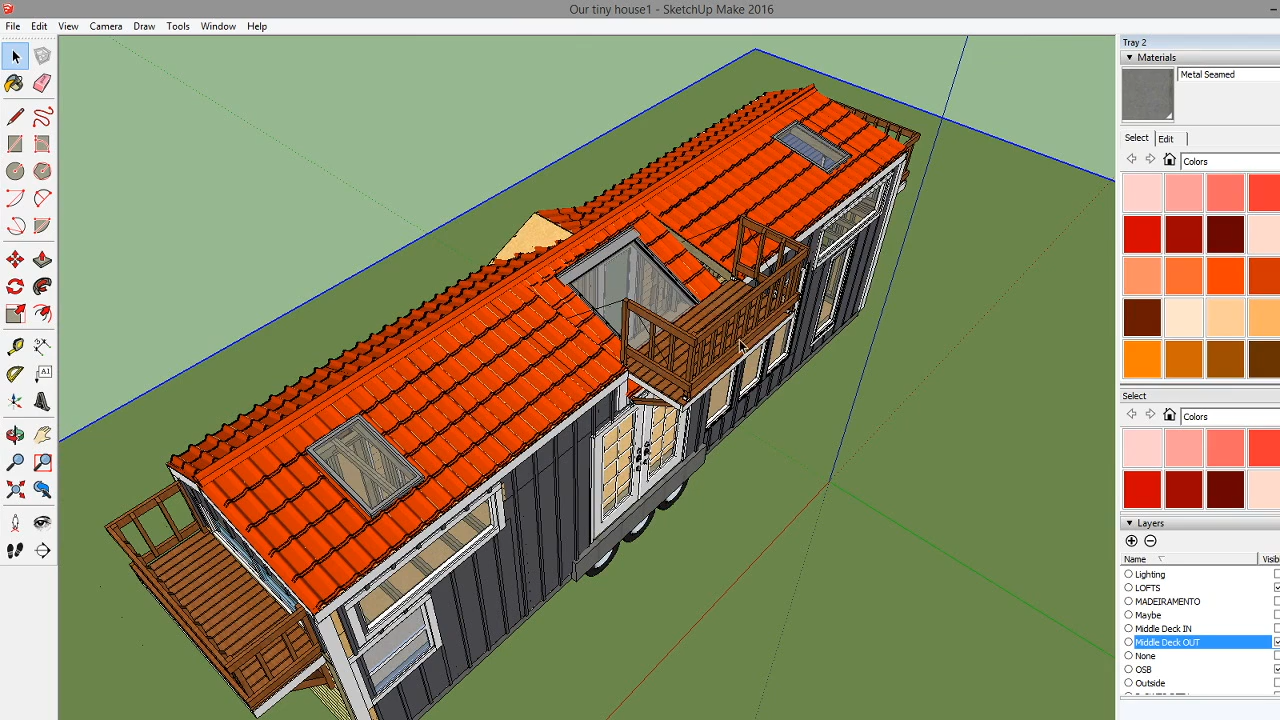 Our tiny house1 - SketchUp Make 2016
File Edit View Camera Draw Tools Window Help
Tray 2
Materials
Metal Seamed
Select Edit
Colors
AI
Select
Colors
Layers
Name Visib
Lighting
LOFTS
MADEIRAMENTO
Maybe
Middle Deck IN
Middle Deck OUT
None
OSB
Outside